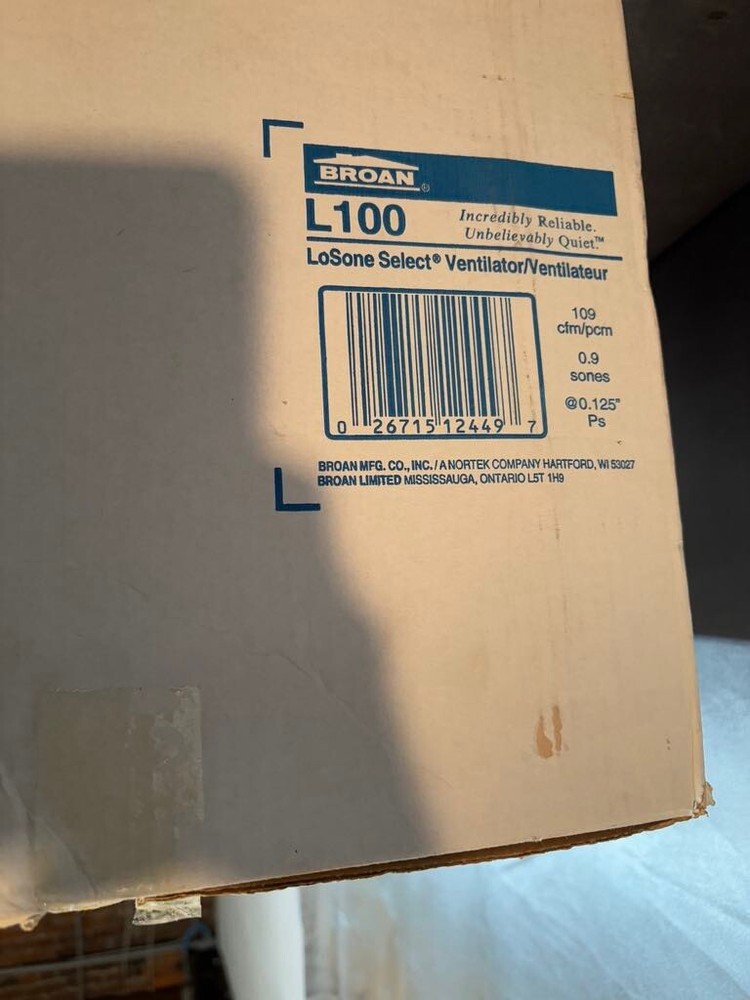 BROAN®
L100
Incredibly Reliable.
Unbelievably Quiet.™
LoSone Select® Ventilator/Ventilateur
109
cfm/pcm
0.9
sones
@0.125"
Ps
0 26715 12449 7
BROAN MFG. CO., INC. / A NORTEK COMPANY HARTFORD, WI 53027
BROAN LIMITED MISSISSAUGA, ONTARIO L5T 1H9